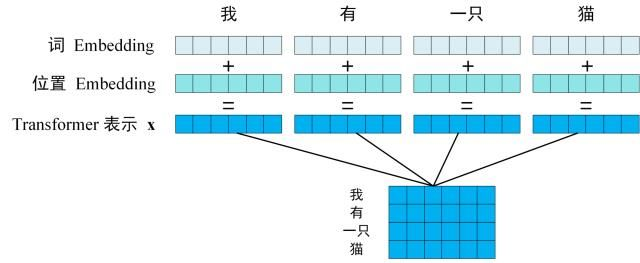 我 有 一只 猫
词 Embedding
+ + + +
位置 Embedding
= = = =
Transformer 表示 x
我
有
一只
猫